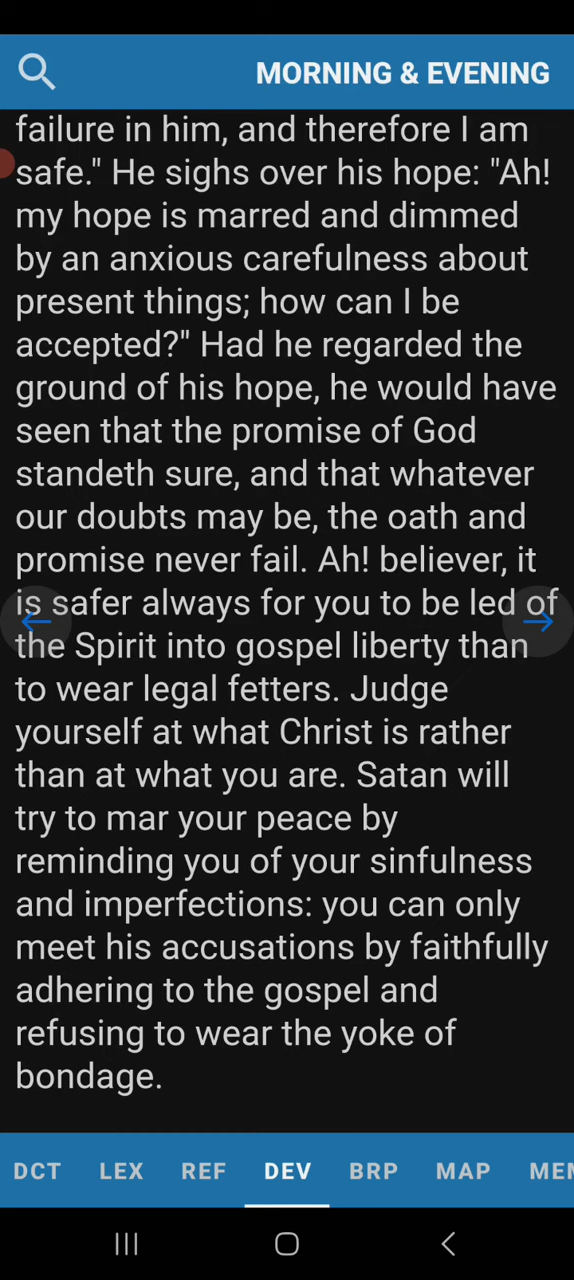 MORNING & EVENING
failure in him, and therefore I am
safe." He sighs over his hope: "Ah!
my hope is marred and dimmed
by an anxious carefulness about
present things; how can I be
accepted?" Had he regarded the
ground of his hope, he would have
seen that the promise of God
standeth sure, and that whatever
our doubts may be, the oath and
promise never fail. Ah! believer, it
is safer always for you to be led of
the Spirit into gospel liberty than
to wear legal fetters. Judge
yourself at what Christ is rather
than at what you are. Satan will
try to mar your peace by
reminding you of your sinfulness
and imperfections: you can only
meet his accusations by faithfully
adhering to the gospel and
refusing to wear the yoke of
bondage.
DCT LEX REF DEV BRP MAP MEM